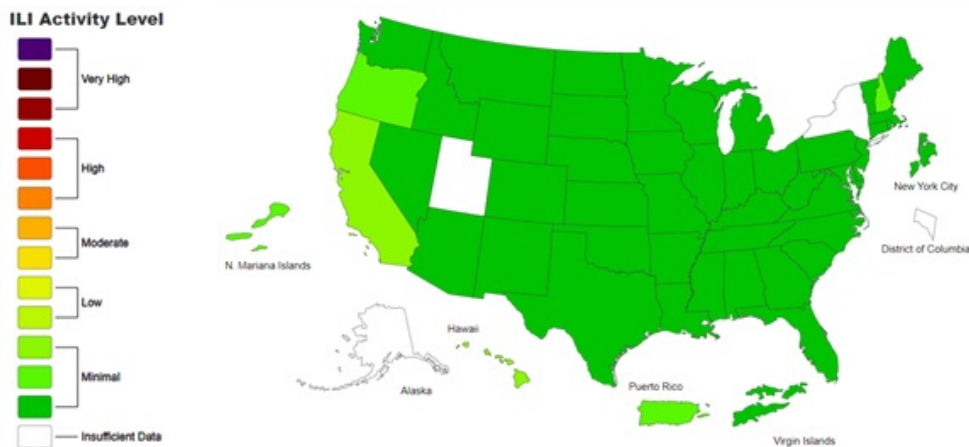 ILI Activity Level
Very High
High
Moderate
Low
Minimal
Insufficient Data
New York City
District of Columbia
N. Mariana Islands
Hawaii
Alaska
Puerto Rico
Virgin Islands